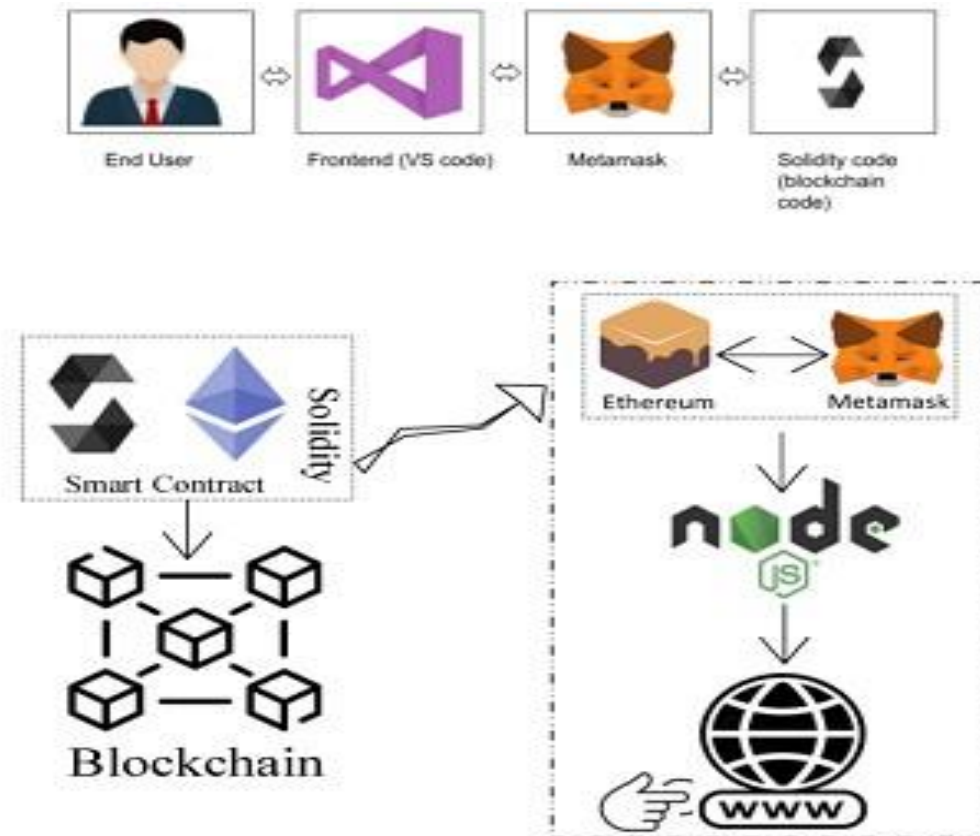 End User
Frontend (VS code)
Metamask
Solidity code
(blockchain
code)
Solidity
Smart Contract
Ethereum
Metamask
node
JS
Blockchain
www